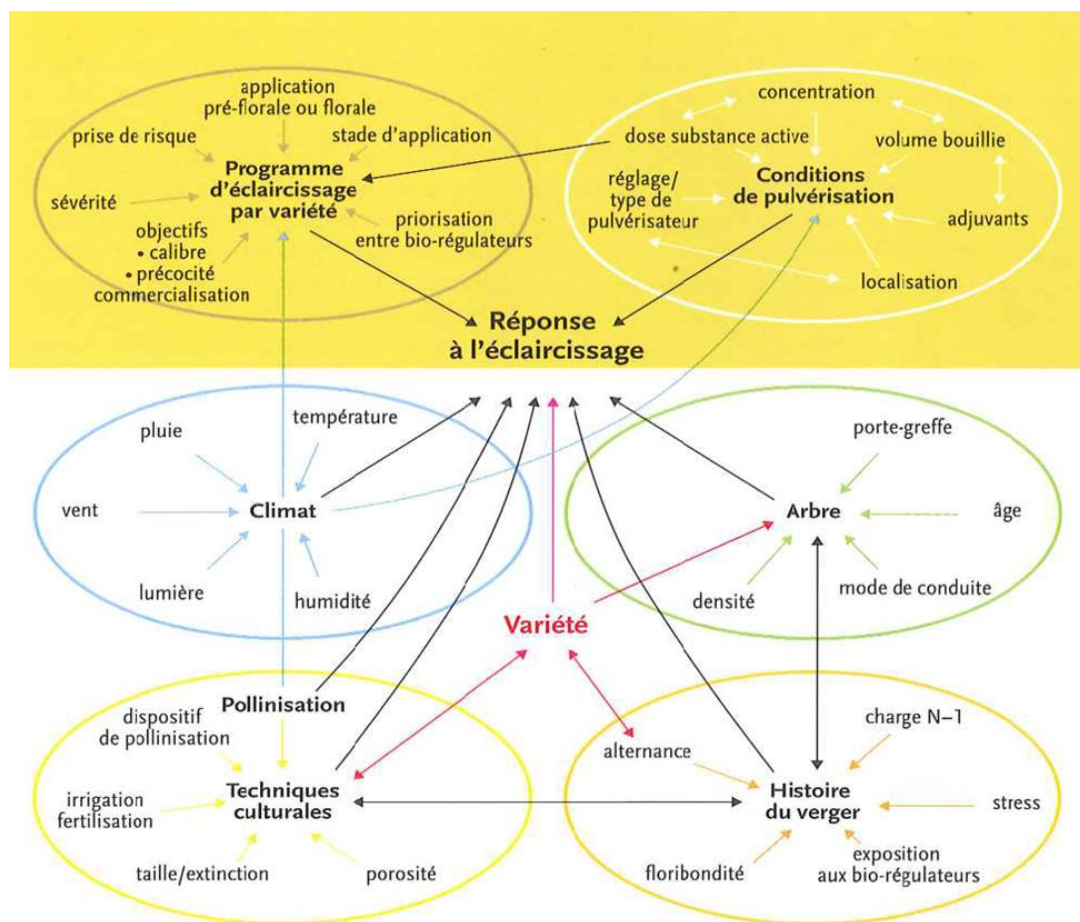 application
pré-florale ou florale
prise de risque
stade d'application
Programme
d'éclaircissage
par variété
sévérité
priorisation
entre bio-régulateurs
objectifs
• calibre
• précocité
commercialisation
concentration
dose substance active
volume bouillie
Conditions
de pulvérisation
réglage/
type de
pulvérisateur
adjuvants
localisation
Réponse
à l'éclaircissage
pluie
température
vent
Climat
lumière
humidité
porte-greffe
Arbre
âge
densité
mode de conduite
Variété
Pollinisation
dispositif
de pollinisation
Techniques
culturales
irrigation
fertilisation
taille/extinction
porosité
alternance
charge N–1
Histoire
du verger
stress
floribondité
exposition
aux bio-régulateurs